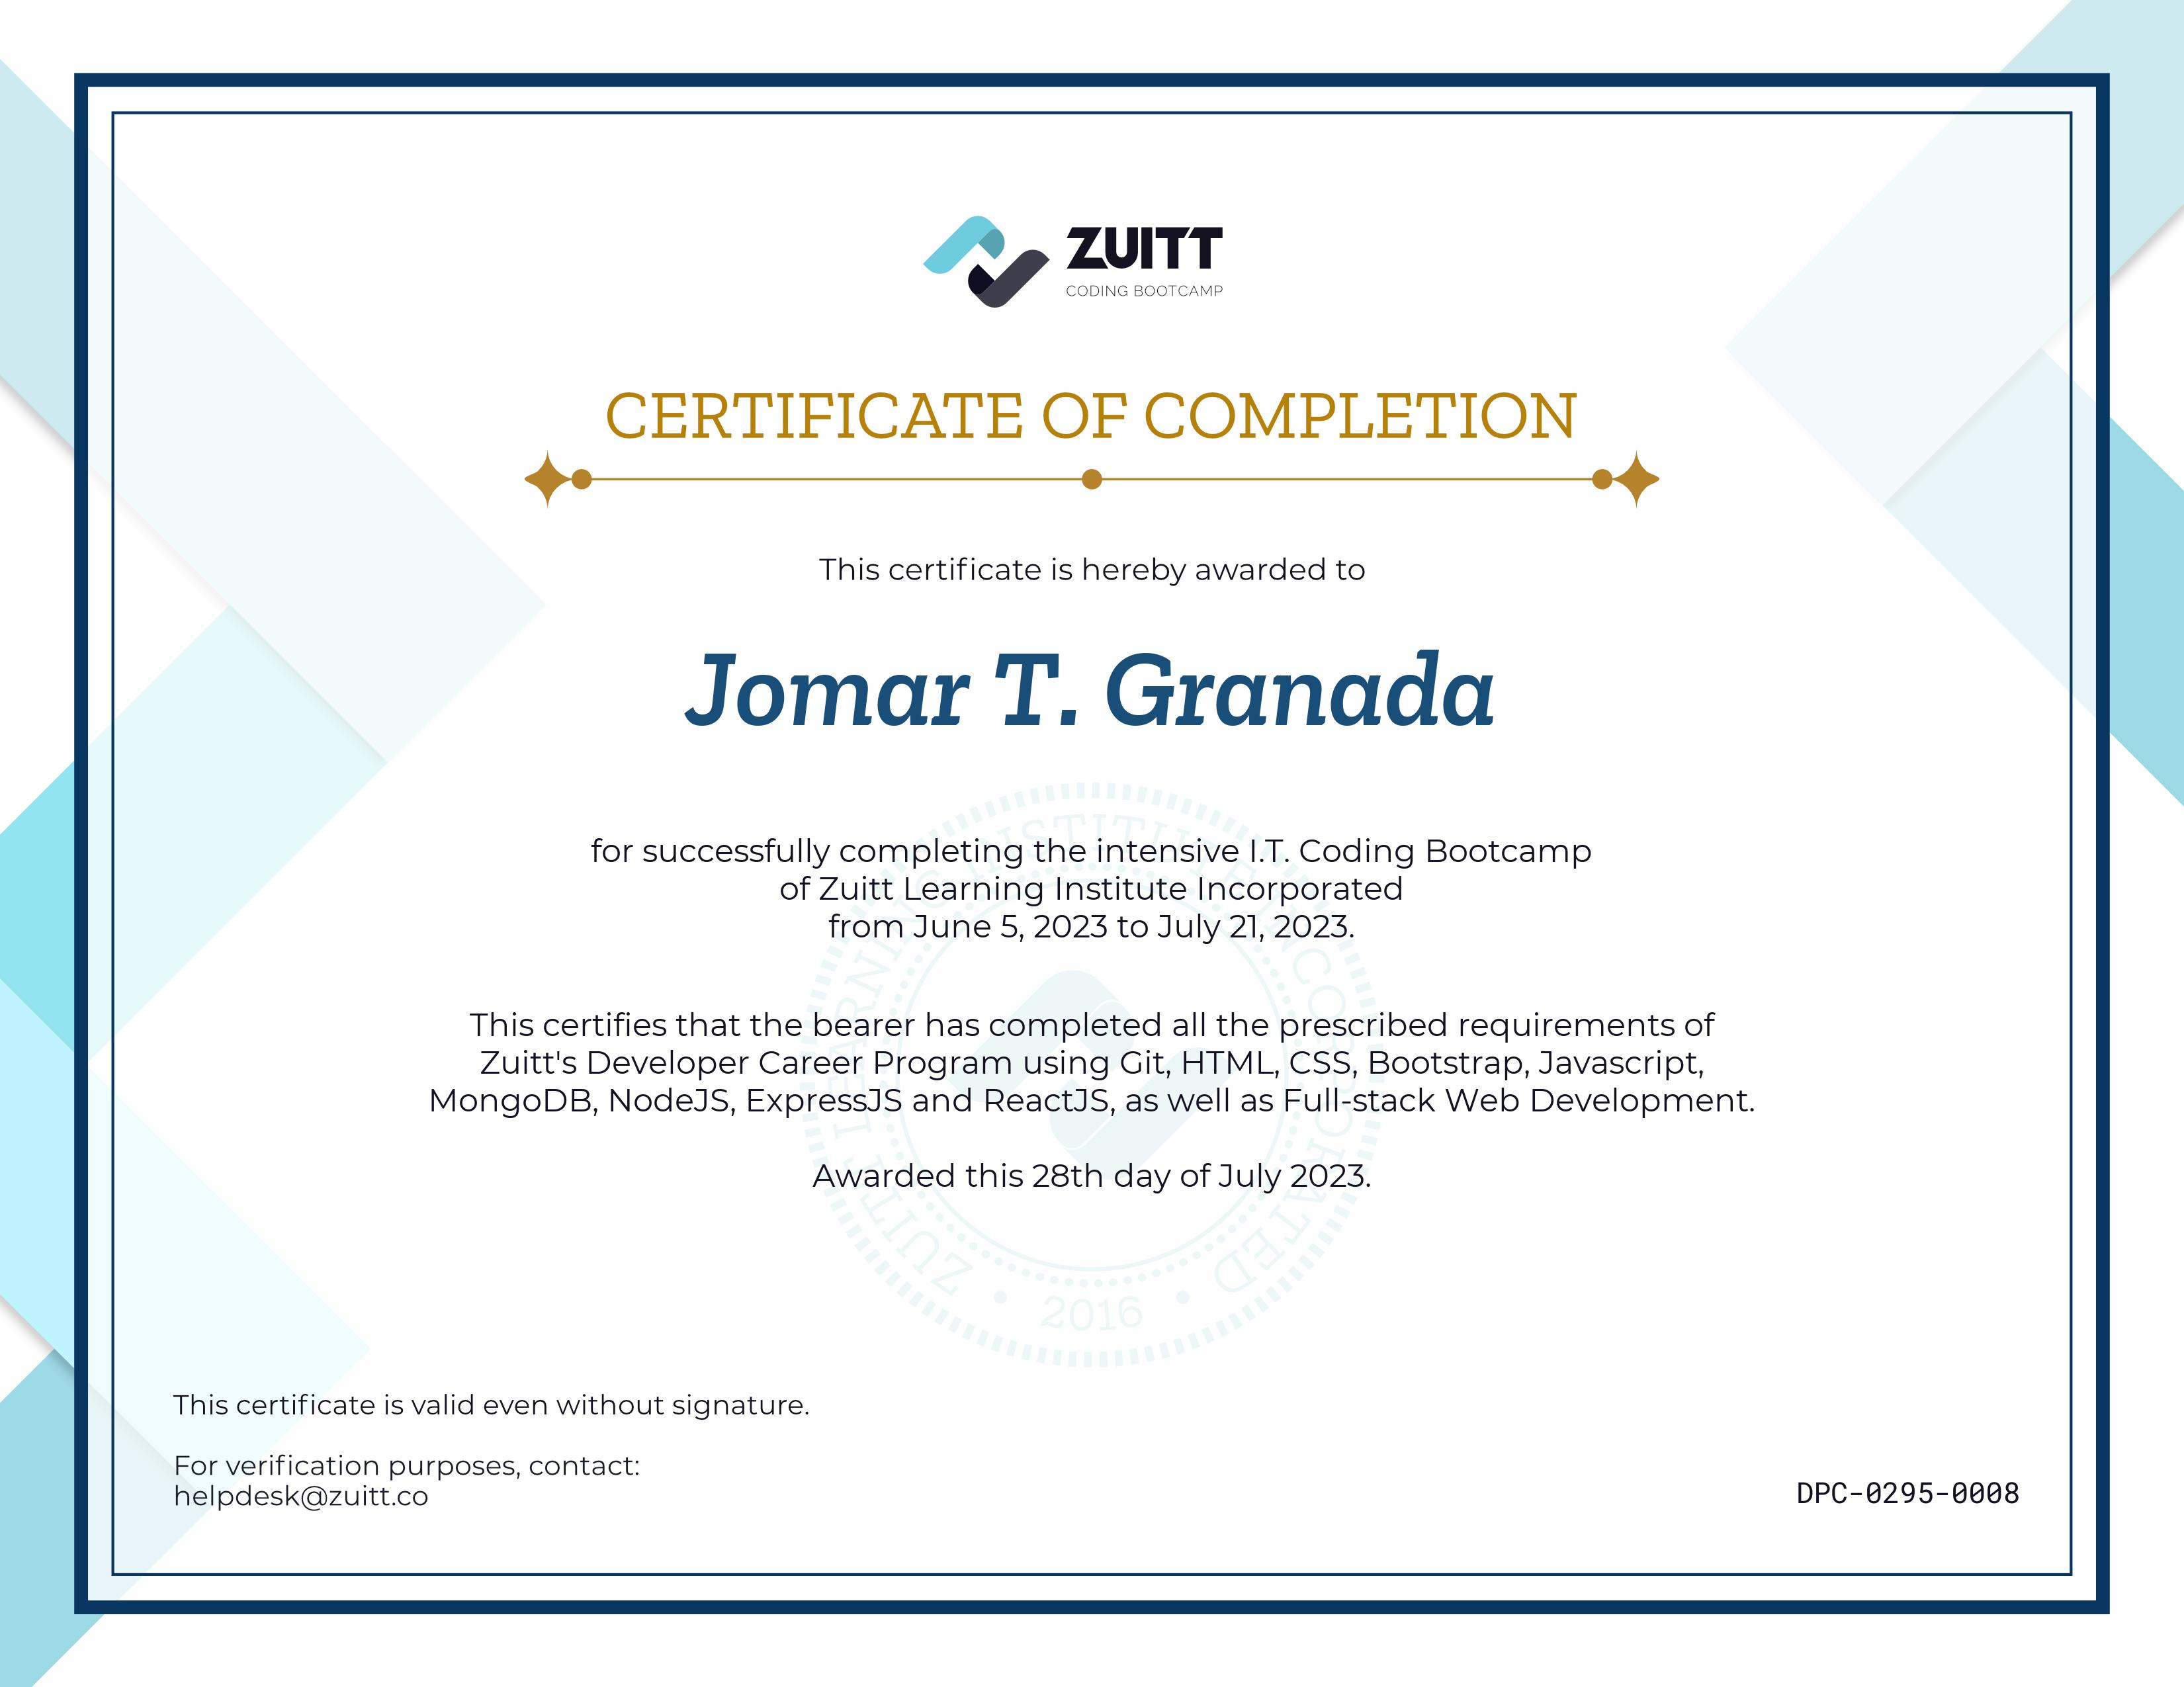 ZUITT
CODING BOOTCAMP
CERTIFICATE OF COMPLETION
This certificate is hereby awarded to
Jomar T. Granada
for successfully completing the intensive I.T. Coding Bootcamp
of Zuitt Learning Institute Incorporated
from June 5, 2023 to July 21, 2023.
This certifies that the bearer has completed all the prescribed requirements of
Zuitt's Developer Career Program using Git, HTML, CSS, Bootstrap, Javascript,
MongoDB, NodeJS, ExpressJS and ReactJS, as well as Full-stack Web Development.
Awarded this 28th day of July 2023.
ZUITT LEARNING INSTITUTE INCORPORATED
• 2016 •
This certificate is valid even without signature.
For verification purposes, contact:
helpdesk@zuitt.co
DPC-0295-0008